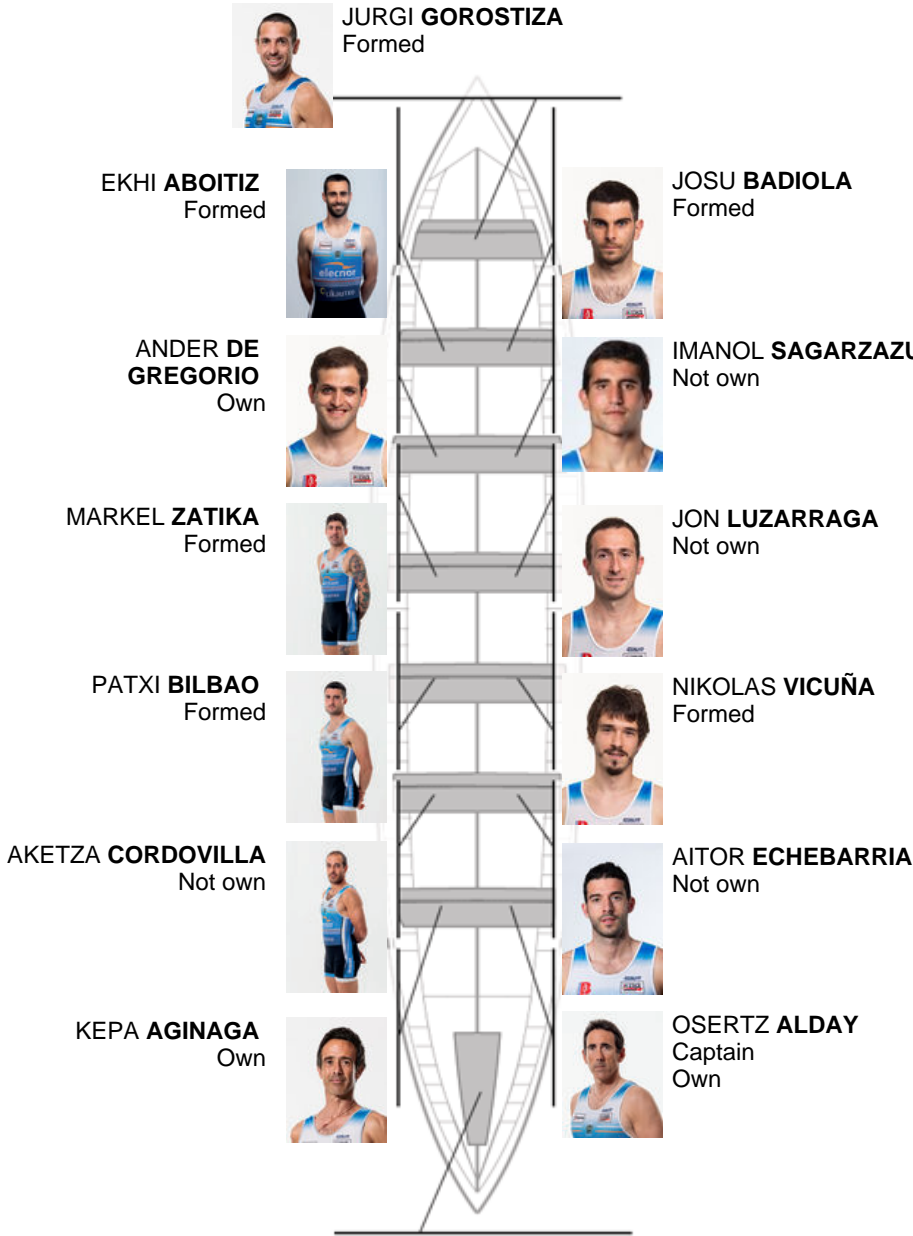 JURGI GOROSTIZA
Formed
EKHI ABOITIZ
Formed
JOSU BADIOLA
Formed
ANDER DE
GREGORIO
Own
IMANOL SAGARZAZU
Not own
MARKEL ZATIKA
Formed
JON LUZARRAGA
Not own
PATXI BILBAO
Formed
NIKOLAS VICUÑA
Formed
AKETZA CORDOVILLA
Not own
AITOR ECHEBARRIA
Not own
KEPA AGINAGA
Own
OSERTZ ALDAY
Captain
Own
elecnor